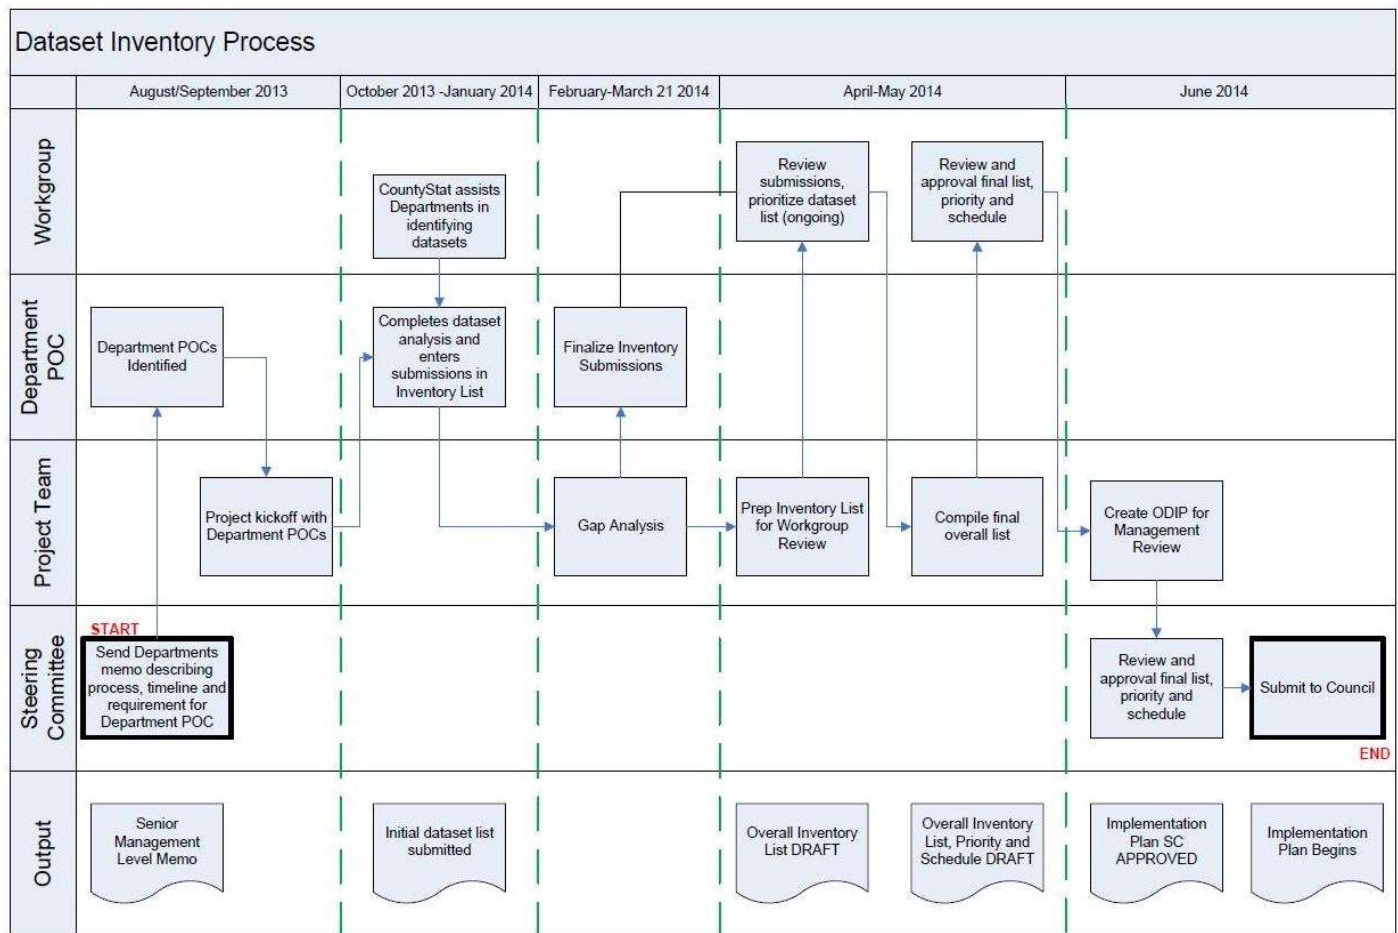 Dataset Inventory Process
August/September 2013
October 2013 -January 2014
February-March 21 2014
April-May 2014
June 2014
Workgroup
CountyStat assists
Departments in
identifying
datasets
Review
submissions,
prioritize dataset
list (ongoing)
Review and
approval final list,
priority and
schedule
Department
POC
Department POCs
Identified
Completes dataset
analysis and
enters
submissions in
Inventory List
Finalize Inventory
Submissions
Project Team
Project kickoff with
Department POCs
Gap Analysis
Prep Inventory List
for Workgroup
Review
Compile final
overall list
Create ODIP for
Management
Review
Steering
Committee
START
Send Departments
memo describing
process, timeline and
requirement for
Department POC
Review and
approval final list,
priority and
schedule
Submit to Council
END
Output
Senior
Management
Level Memo
Initial dataset list
submitted
Overall Inventory
List DRAFT
Overall Inventory
List, Priority and
Schedule DRAFT
Implementation
Plan SC
APPROVED
Implementation
Plan Begins